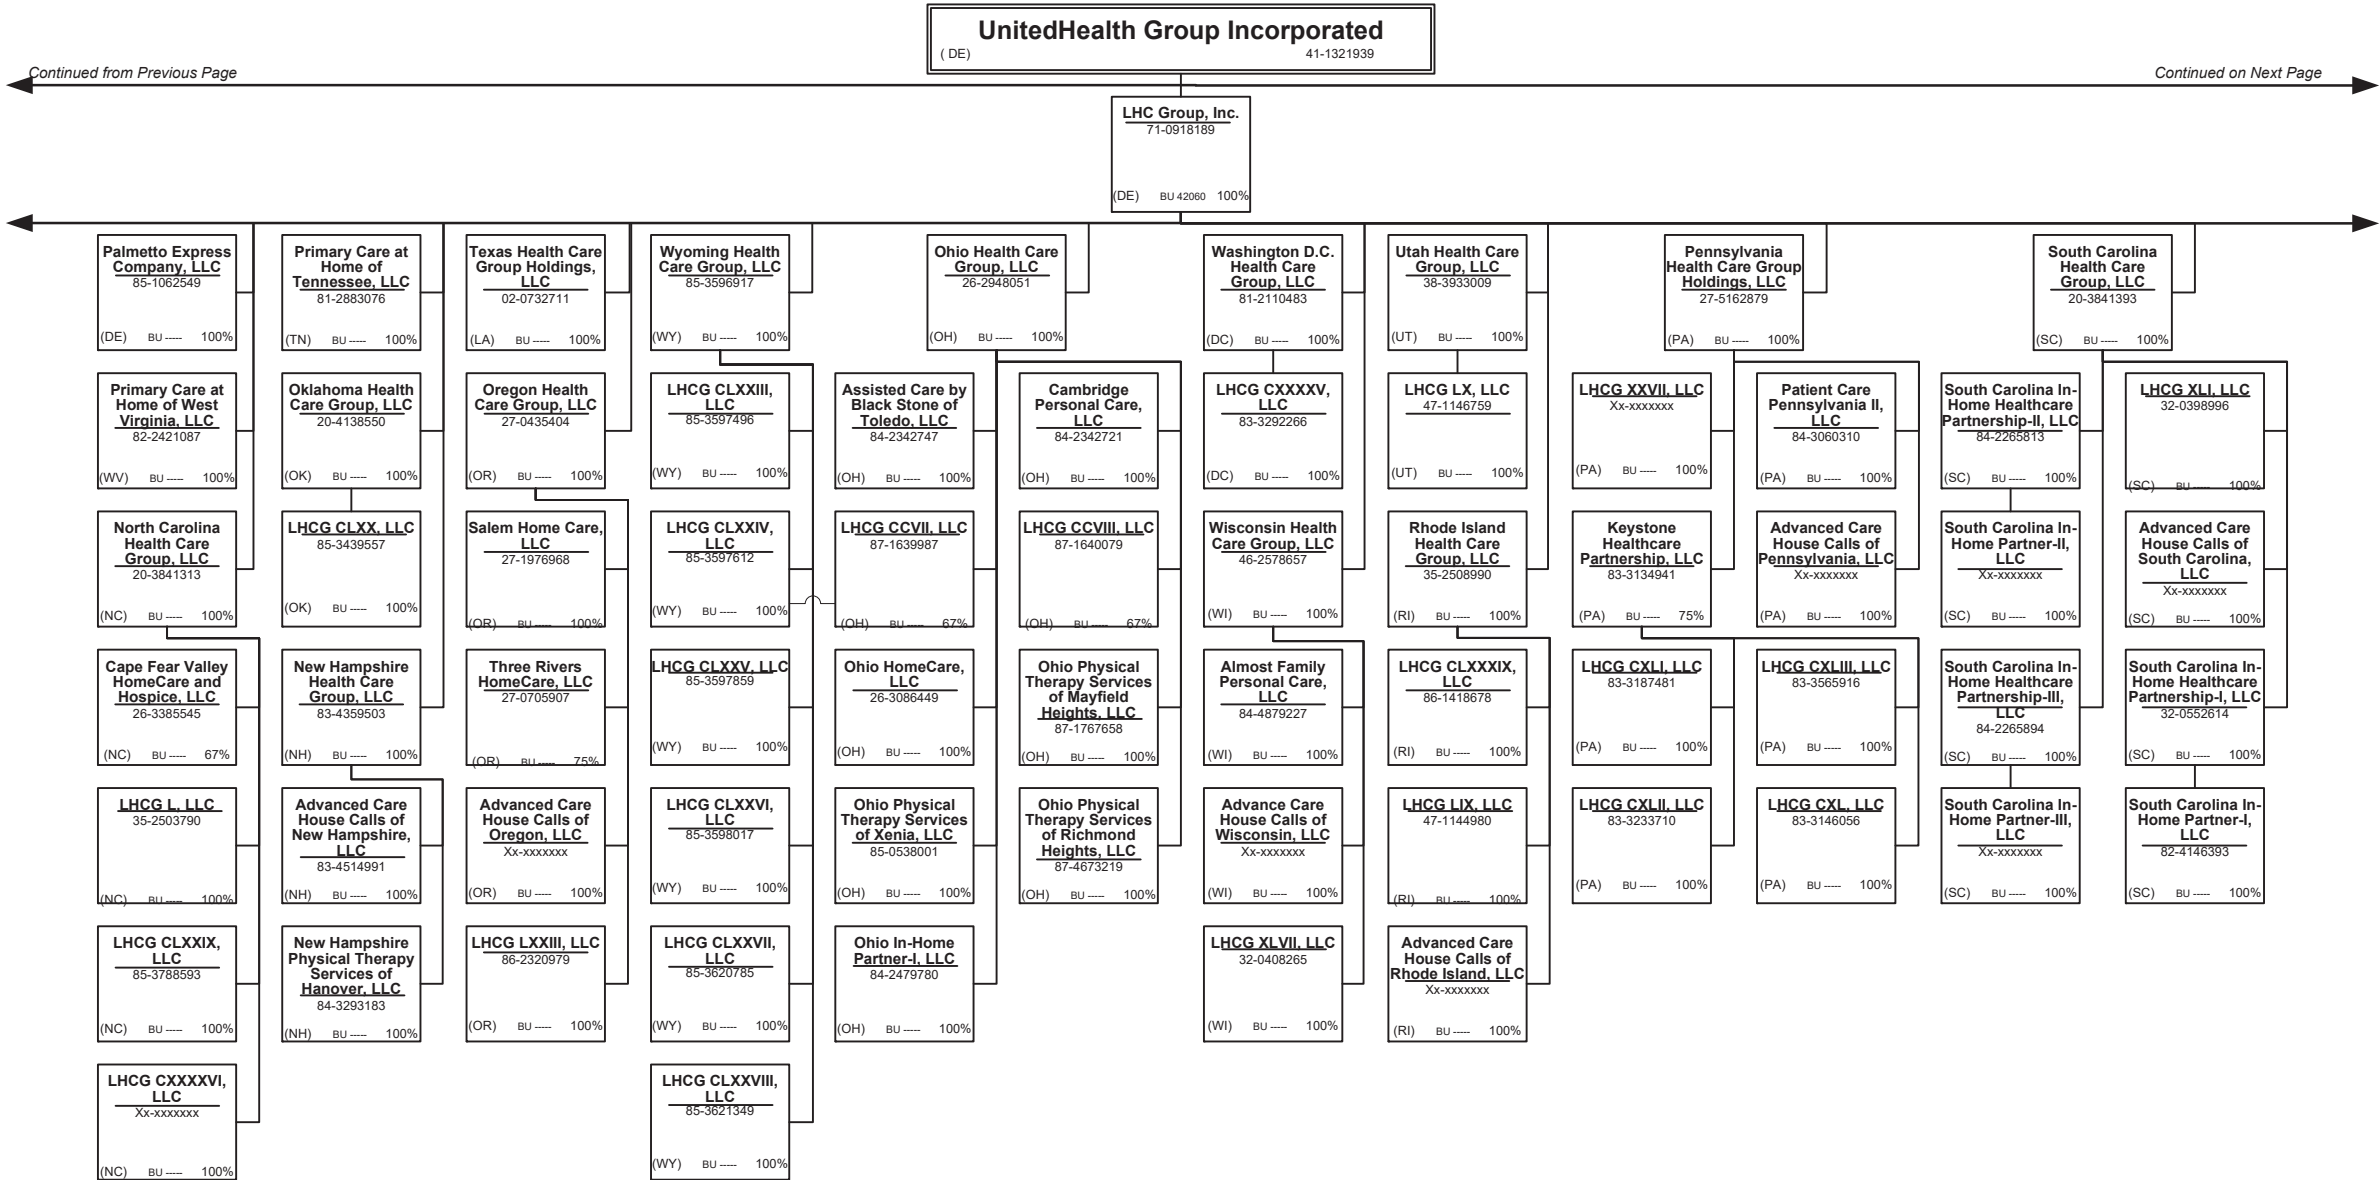 UnitedHealth Group Incorporated
( DE) 41-1321939
Continued from Previous Page
Continued on Next Page
LHC Group, Inc.
71-0918189
(DE) BU 42060 100%
Palmetto Express
Company, LLC
85-1062549
(DE) BU ----- 100%
Primary Care at
Home of
Tennessee, LLC
81-2883076
(TN) BU ----- 100%
Texas Health Care
Group Holdings,
LLC
02-0732711
(LA) BU ----- 100%
Wyoming Health
Care Group, LLC
85-3596917
(WY) BU ----- 100%
Ohio Health Care
Group, LLC
26-2948051
(OH) BU ----- 100%
Washington D.C.
Health Care
Group, LLC
81-2110483
(DC) BU ----- 100%
Utah Health Care
Group, LLC
38-3933009
(UT) BU ----- 100%
Pennsylvania
Health Care Group
Holdings, LLC
27-5162879
(PA) BU ----- 100%
South Carolina
Health Care
Group, LLC
20-3841393
(SC) BU ----- 100%
Primary Care at
Home of West
Virginia, LLC
82-2421087
(WV) BU ----- 100%
Oklahoma Health
Care Group, LLC
20-4138550
(OK) BU ----- 100%
Oregon Health
Care Group, LLC
27-0435404
(OR) BU ----- 100%
LHCG CLXXIII,
LLC
85-3597496
(WY) BU ----- 100%
Assisted Care by
Black Stone of
Toledo, LLC
84-2342747
(OH) BU ----- 100%
Cambridge
Personal Care,
LLC
84-2342721
(OH) BU ----- 100%
LHCG CXXXXV,
LLC
83-3292266
(DC) BU ----- 100%
LHCG LX, LLC
47-1146759
(UT) BU ----- 100%
LHCG XXVII, LLC
Xx-xxxxxxx
(PA) BU ----- 100%
Patient Care
Pennsylvania II,
LLC
84-3060310
(PA) BU ----- 100%
South Carolina In-
Home Healthcare
Partnership-II, LLC
84-2265813
(SC) BU ----- 100%
LHCG XLI, LLC
32-0398996
(SC) BU ----- 100%
North Carolina
Health Care
Group, LLC
20-3841313
(NC) BU ----- 100%
LHCG CLXX, LLC
85-3439557
(OK) BU ----- 100%
Salem Home Care,
LLC
27-1976968
(OR) BU ----- 100%
LHCG CLXXIV,
LLC
85-3597612
(WY) BU ----- 100%
LHCG CCVII, LLC
87-1639987
(OH) BU ----- 67%
LHCG CCVIII, LLC
87-1640079
(OH) BU ----- 67%
Wisconsin Health
Care Group, LLC
46-2578657
(WI) BU ----- 100%
Rhode Island
Health Care
Group, LLC
35-2508990
(RI) BU ----- 100%
Keystone
Healthcare
Partnership, LLC
83-3134941
(PA) BU ----- 75%
Advanced Care
House Calls of
Pennsylvania, LLC
Xx-xxxxxxx
(PA) BU ----- 100%
South Carolina In-
Home Partner-II,
LLC
Xx-xxxxxxx
(SC) BU ----- 100%
Advanced Care
House Calls of
South Carolina,
LLC
Xx-xxxxxxx
(SC) BU ----- 100%
Cape Fear Valley
HomeCare and
Hospice, LLC
26-3385545
(NC) BU ----- 67%
New Hampshire
Health Care
Group, LLC
83-4359503
(NH) BU ----- 100%
Three Rivers
HomeCare, LLC
27-0705907
(OR) BU ----- 75%
LHCG CLXXV, LLC
85-3597859
(WY) BU ----- 100%
Ohio HomeCare,
LLC
26-3086449
(OH) BU ----- 100%
Ohio Physical
Therapy Services
of Mayfield
Heights, LLC
87-1767658
(OH) BU ----- 100%
Almost Family
Personal Care,
LLC
84-4879227
(WI) BU ----- 100%
LHCG CLXXXIX,
LLC
86-1418678
(RI) BU ----- 100%
LHCG CXLI, LLC
83-3187481
(PA) BU ----- 100%
LHCG CXLIII, LLC
83-3565916
(PA) BU ----- 100%
South Carolina In-
Home Healthcare
Partnership-III,
LLC
84-2265894
(SC) BU ----- 100%
South Carolina In-
Home Healthcare
Partnership-I, LLC
32-0552614
(SC) BU ----- 100%
LHCG L, LLC
35-2503790
(NC) BU ----- 100%
Advanced Care
House Calls of
New Hampshire,
LLC
83-4514991
(NH) BU ----- 100%
Advanced Care
House Calls of
Oregon, LLC
Xx-xxxxxxx
(OR) BU ----- 100%
LHCG CLXXVI,
LLC
85-3598017
(WY) BU ----- 100%
Ohio Physical
Therapy Services
of Xenia, LLC
85-0538001
(OH) BU ----- 100%
Ohio Physical
Therapy Services
of Richmond
Heights, LLC
87-4673219
(OH) BU ----- 100%
Advance Care
House Calls of
Wisconsin, LLC
Xx-xxxxxxx
(WI) BU ----- 100%
LHCG LIX, LLC
47-1144980
(RI) BU ----- 100%
LHCG CXLII, LLC
83-3233710
(PA) BU ----- 100%
LHCG CXL, LLC
83-3146056
(PA) BU ----- 100%
South Carolina In-
Home Partner-III,
LLC
Xx-xxxxxxx
(SC) BU ----- 100%
South Carolina In-
Home Partner-I,
LLC
82-4146393
(SC) BU ----- 100%
LHCG CLXXIX,
LLC
85-3788593
(NC) BU ----- 100%
New Hampshire
Physical Therapy
Services of
Hanover, LLC
84-3293183
(NH) BU ----- 100%
LHCG LXXIII, LLC
86-2320979
(OR) BU ----- 100%
LHCG CLXXVII,
LLC
85-3620785
(WY) BU ----- 100%
Ohio In-Home
Partner-I, LLC
84-2479780
(OH) BU ----- 100%
LHCG XLVII, LLC
32-0408265
(WI) BU ----- 100%
Advanced Care
House Calls of
Rhode Island, LLC
Xx-xxxxxxx
(RI) BU ----- 100%
LHCG CXXXXVI,
LLC
Xx-xxxxxxx
(NC) BU ----- 100%
LHCG CLXXVIII,
LLC
85-3621349
(WY) BU ----- 100%